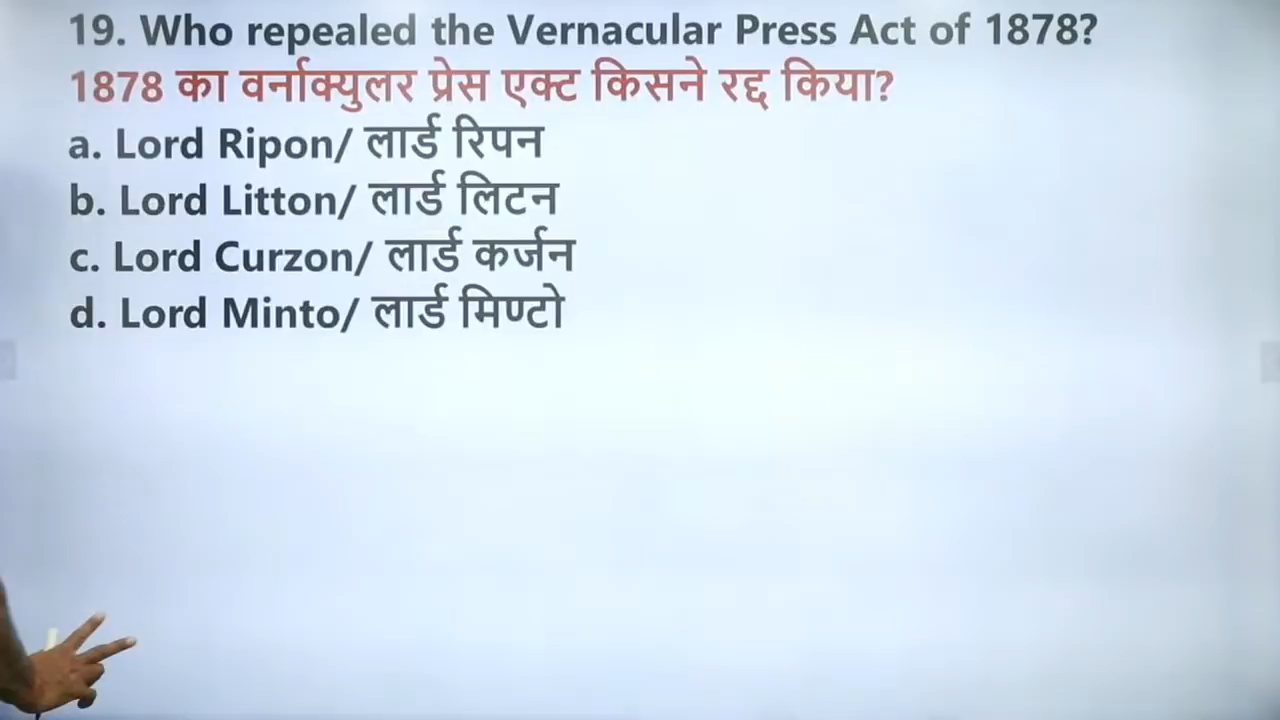 19. Who repealed the Vernacular Press Act of 1878?
1878 का वर्नाक्युलर प्रेस एक्ट किसने रद्द किया?
a. Lord Ripon/ लार्ड रिपन
b. Lord Litton/ लार्ड लिटन
c. Lord Curzon/ लार्ड कर्जन
d. Lord Minto/ लार्ड मिण्टो